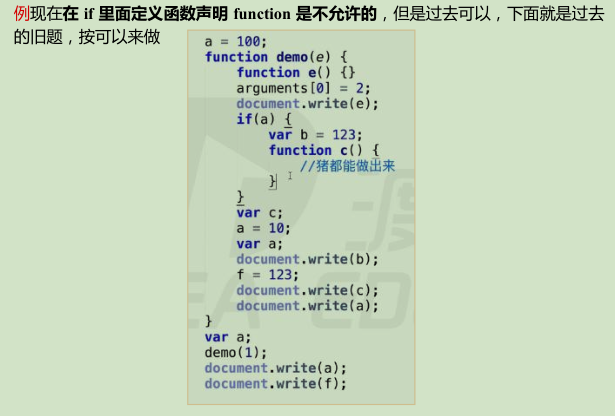 例现在在 if 里面定义函数声明 function 是不允许的，但是过去可以，下面就是过去
的旧题，按可以来做
a = 100;
function demo(e) {
    function e() {}
    arguments[0] = 2;
    document.write(e);
    if(a) {
        var b = 123;
        function c() {
            //猪都能做出来
        }
    }
    var c;
    a = 10;
    var a;
    document.write(b);
    f = 123;
    document.write(c);
    document.write(a);
}
var a;
demo(1);
document.write(a);
document.write(f);